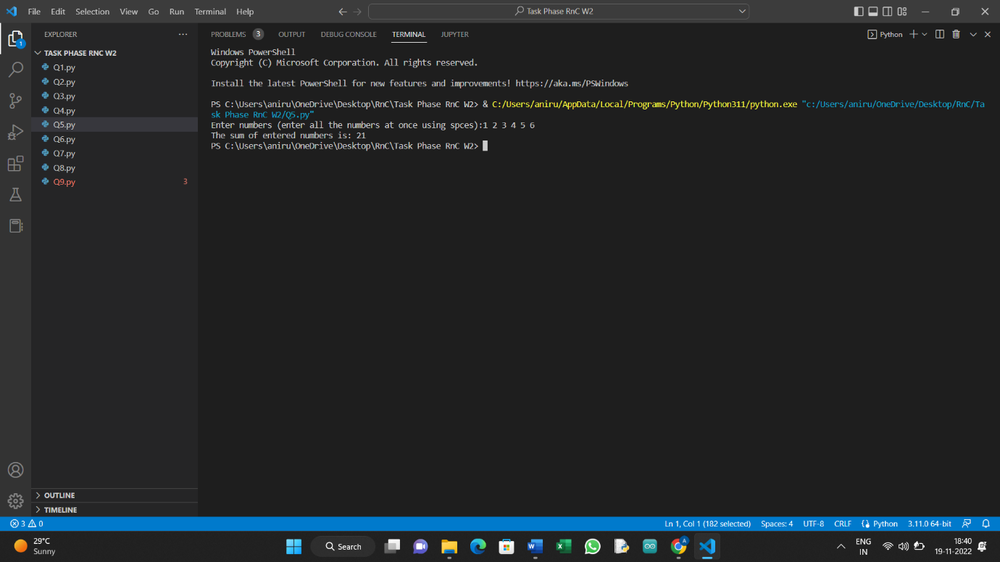 File Edit Selection View Go Run Terminal Help
Task Phase RnC W2
EXPLORER
PROBLEMS 3 OUTPUT DEBUG CONSOLE TERMINAL JUPYTER
Python
1
TASK PHASE RNC W2
Q1.py
Q2.py
Q3.py
Q4.py
Q5.py
Q6.py
Q7.py
Q8.py
Q9.py 3
Windows PowerShell
Copyright (C) Microsoft Corporation. All rights reserved.
Install the latest PowerShell for new features and improvements! https://aka.ms/PSWindows
PS C:\Users\aniru\OneDrive\Desktop\RnC\Task Phase RnC W2> & C:/Users/aniru/AppData/Local/Programs/Python/Python311/python.exe "c:/Users/aniru/OneDrive/Desktop/RnC/Ta
sk Phase RnC W2/Q5.py"
Enter numbers (enter all the numbers at once using spces):1 2 3 4 5 6
The sum of entered numbers is: 21
PS C:\Users\aniru\OneDrive\Desktop\RnC\Task Phase RnC W2>
OUTLINE
TIMELINE
3 0
Ln 1, Col 1 (182 selected) Spaces: 4 UTF-8 CRLF Python 3.11.0 64-bit
29°C
Sunny
Search
A
ENG
IN
18:40
19-11-2022